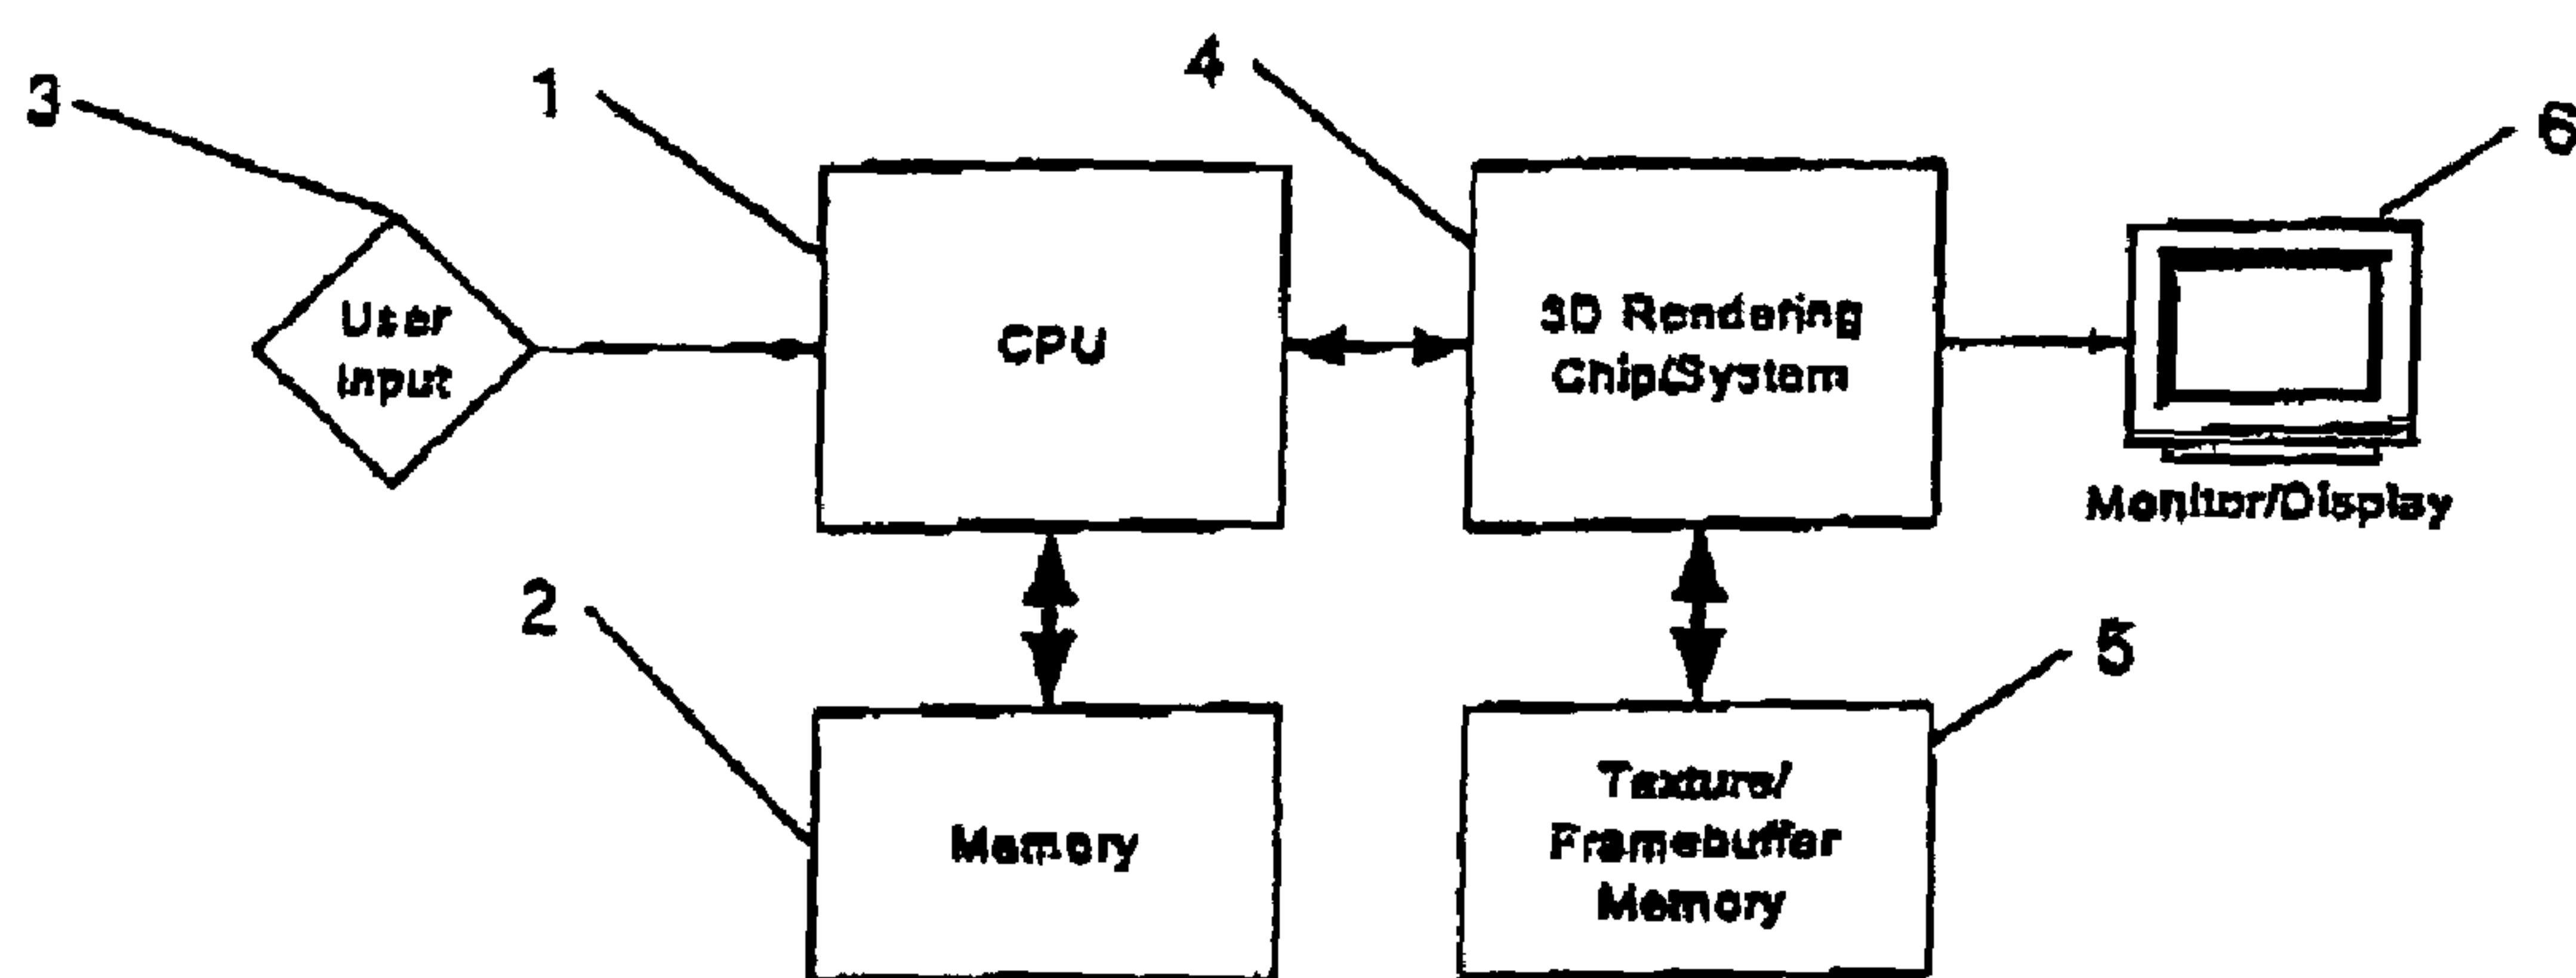 3
1
4
6
User
Input
CPU
3D Rendering
Chip/System
Monitor/Display
2
5
Memory
Texture/
Framebuffer
Memory